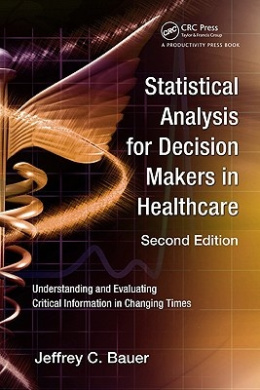 CRC Press
Taylor & Francis Group
A PRODUCTIVITY PRESS BOOK
Statistical
Analysis
for Decision
Makers in
Healthcare
Second Edition
Understanding and Evaluating
Critical Information in Changing Times
Jeffrey C. Bauer